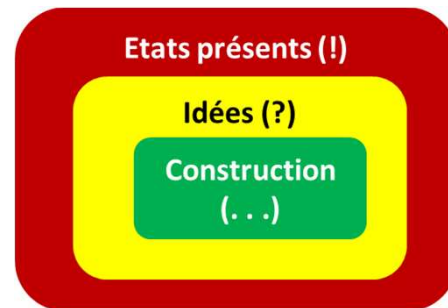 Etats présents (!)
Idées (?)
Construction
(. . .)